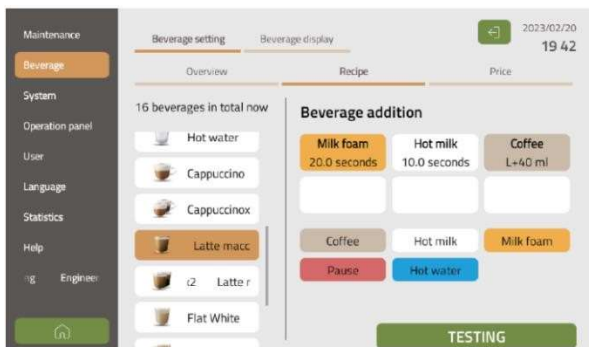 Maintenance
Beverage
System
Operation panel
User
Language
Statistics
Help
ng Engineer
Beverage setting Beverage display
2023/02/20
19 42
Overview Recipe Price
16 beverages in total now
Hot water
Cappuccino
Cappuccinox
Latte macc
x2 Latte r
Flat White
Beverage addition
Milk foam
20.0 seconds
Hot milk
10.0 seconds
Coffee
L+40 ml
Coffee Hot milk Milk foam
Pause Hot water
TESTING